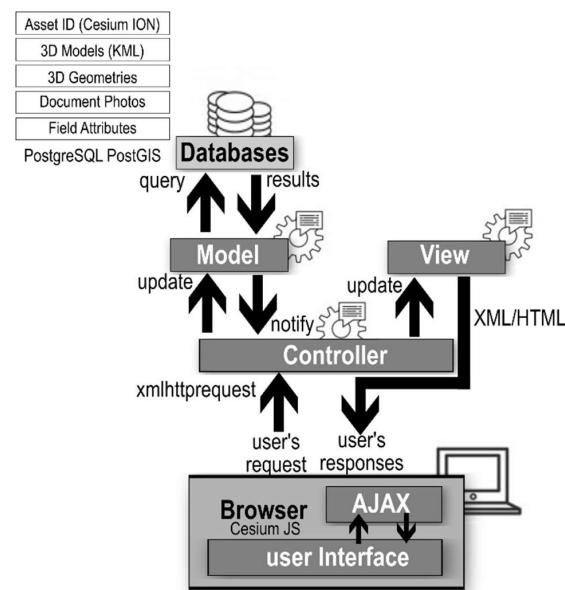 Asset ID (Cesium ION)
3D Models (KML)
3D Geometries
Document Photos
Field Attributes
PostgreSQL PostGIS
Databases
query
results
Model
View
update
notify
update
XML/HTML
Controller
xmlhttprequest
user's
request
user's
responses
Browser
Cesium JS
AJAX
user Interface